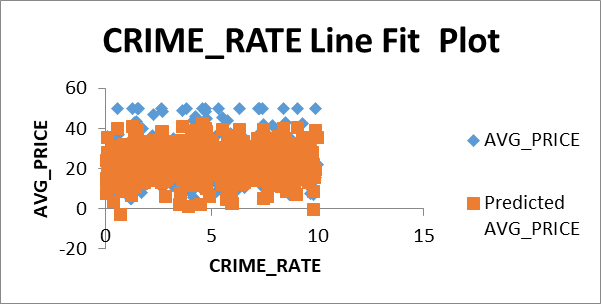 CRIME_RATE Line Fit  Plot
60
40
20
0
-20
0 5 10 15
AVG_PRICE
CRIME_RATE
AVG_PRICE
Predicted
AVG_PRICE